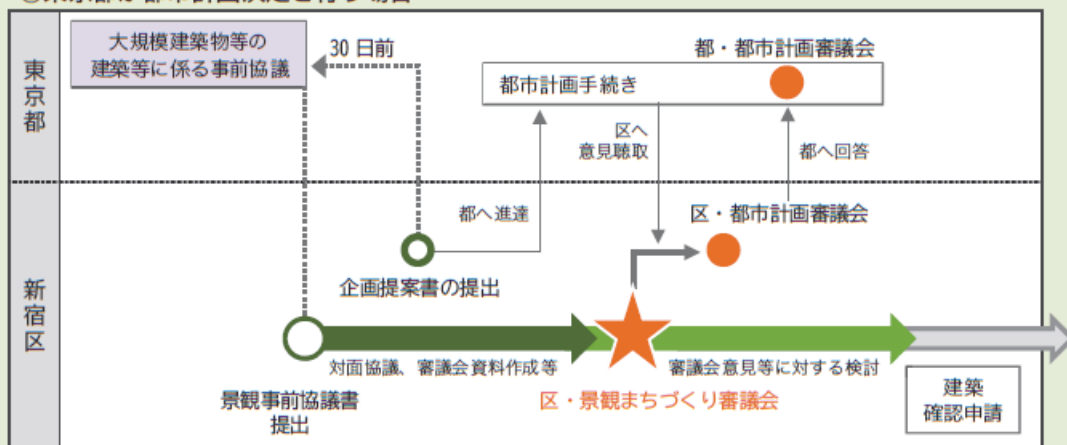 東京都
大規模建築物等の
建築等に係る事前協議
30 日前
都・都市計画審議会
都市計画手続き
区へ
意見聴取
都へ回答
新宿区
都へ進達
区・都市計画審議会
企画提案書の提出
対面協議、審議会資料作成等
審議会意見等に対する検討
景観事前協議書
提出
区・景観まちづくり審議会
建築
確認申請